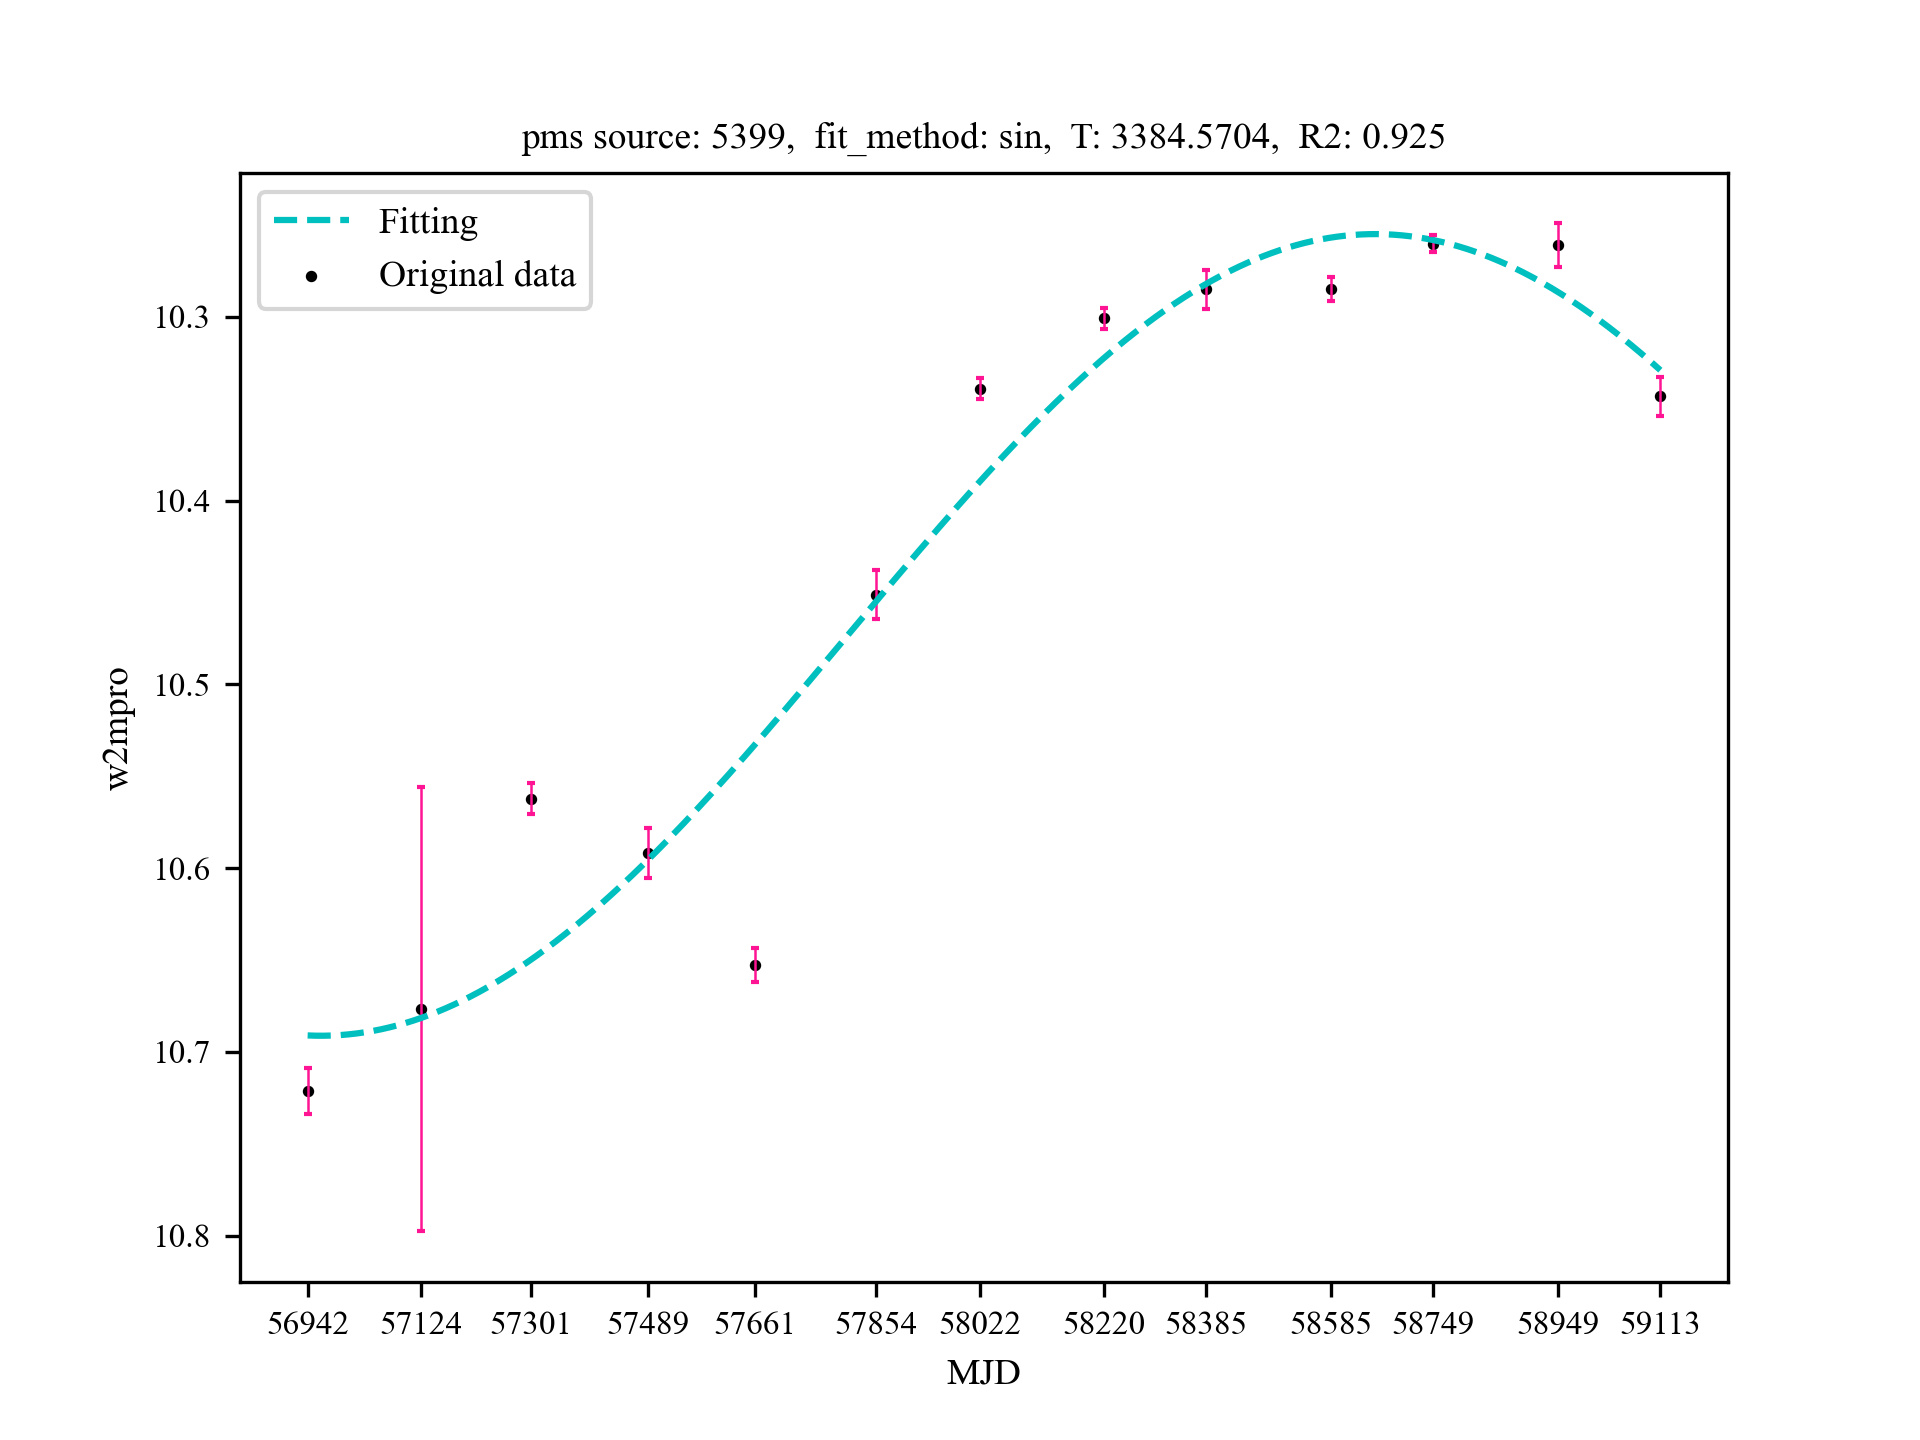 pms source: 5399,  fit_method: sin,  T: 3384.5704,  R2: 0.925
Fitting
Original data
10.3
10.4
10.5
10.6
10.7
10.8
w2mpro
56942 57124 57301 57489 57661 57854 58022 58220 58385 58585 58749 58949 59113
MJD